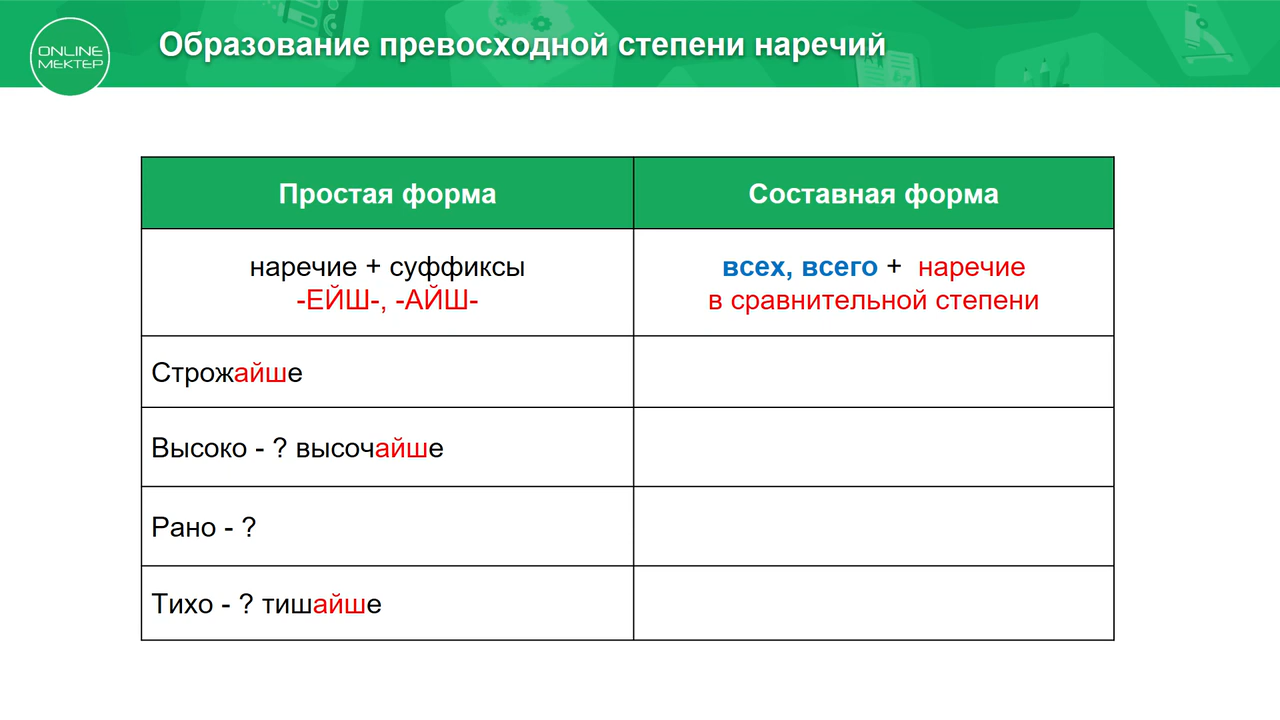 ONLINE
МЕКТЕР
Образование превосходной степени наречий
Простая форма
Составная форма
наречие + суффиксы
-ЕЙШ-, -АЙШ-
всех, всего + наречие
в сравнительной степени
Строжайше
Высоко - ? высочайше
Рано - ?
Тихо - ? тишайше